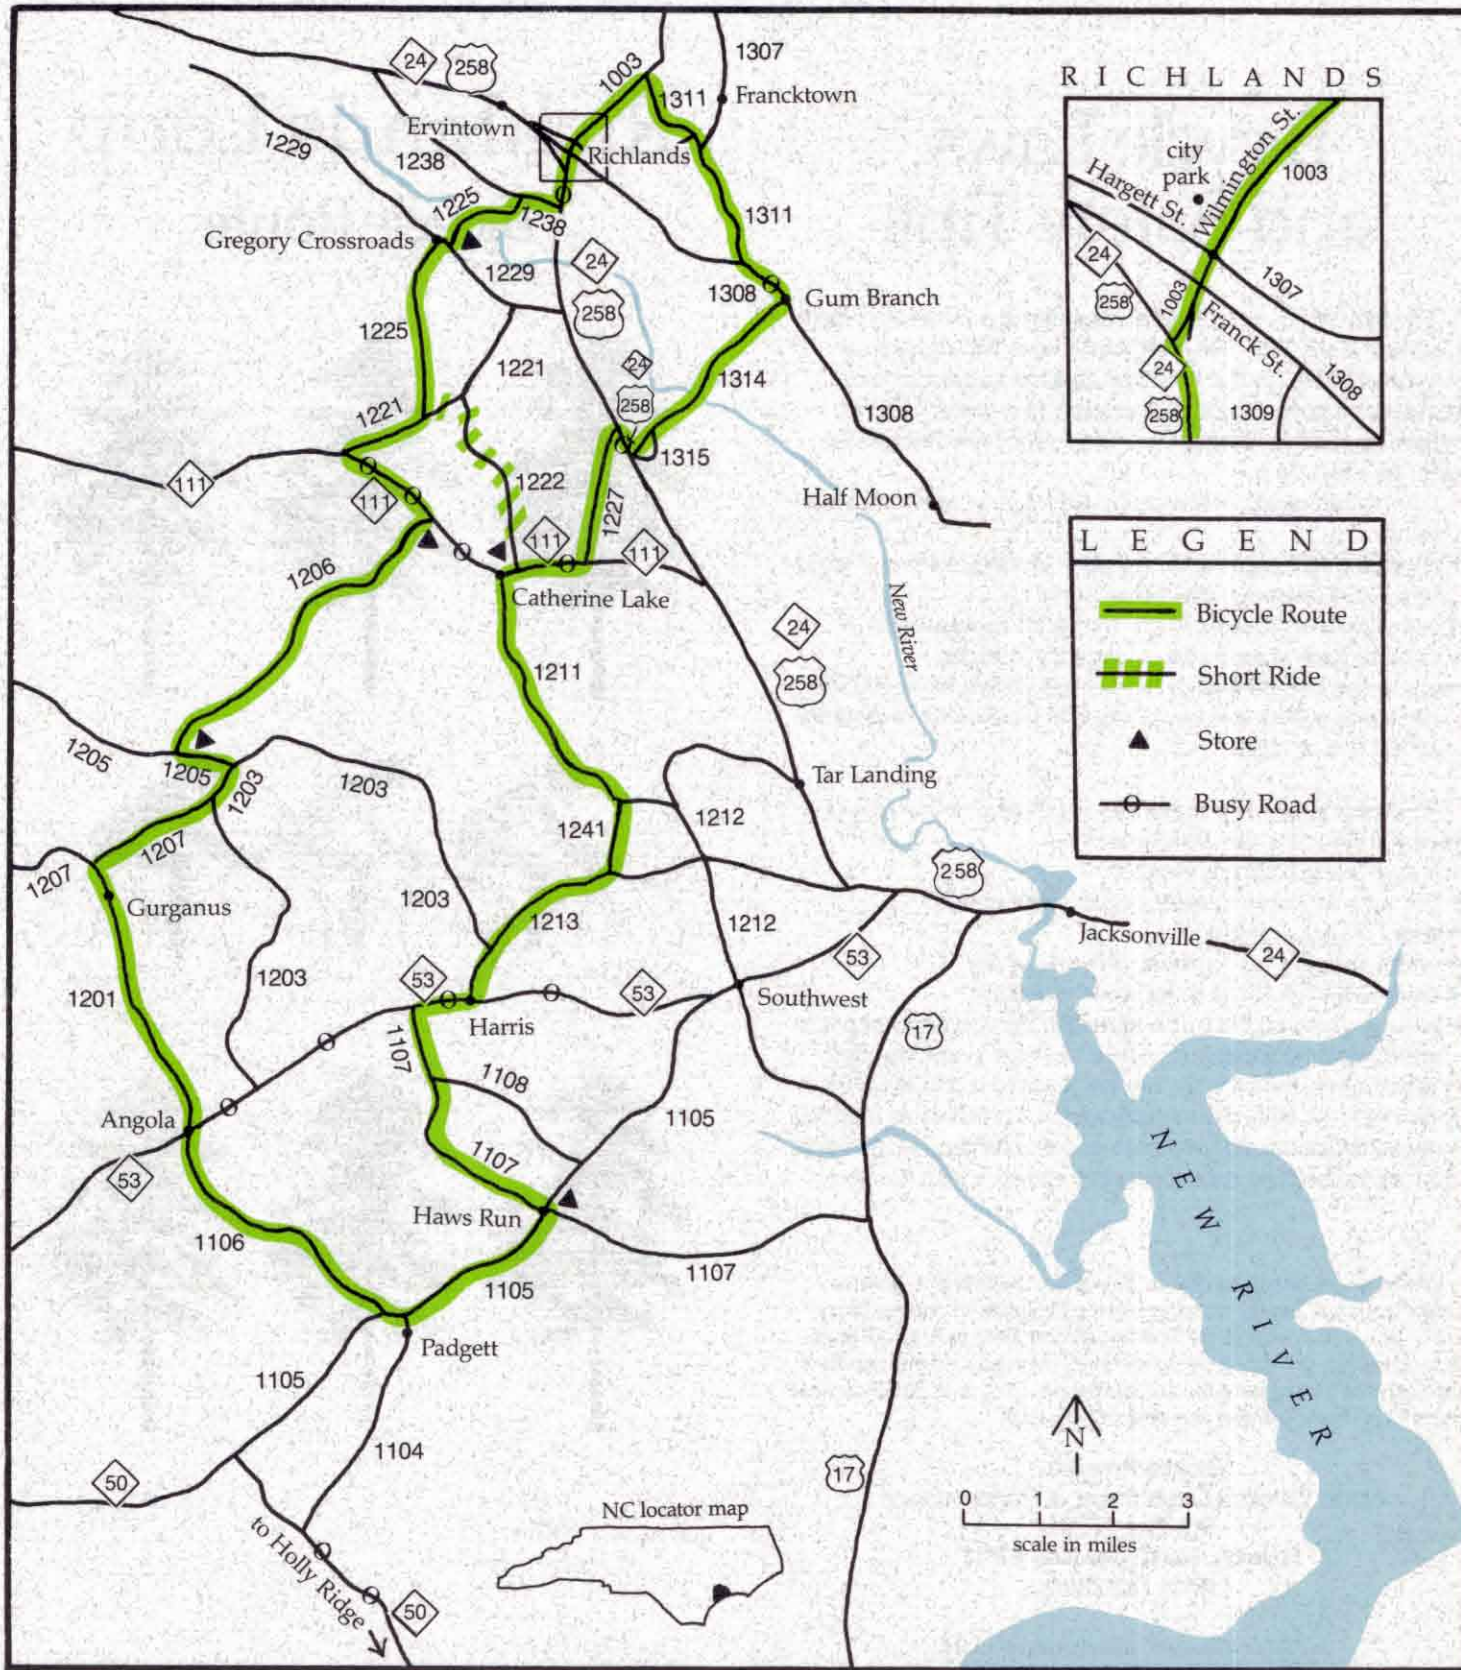 24
258
1307
1003
1311
Francktown
Ervintown
1229
1238
Richlands
1225
1238
1311
Gregory Crossroads
1229
24
258
1308
Gum Branch
1225
1221
24
258
1314
1221
1308
1315
111
111
1222
1227
Half Moon
111
111
1206
Catherine Lake
New River
24
258
1211
1205
1205
1203
1203
Tar Landing
1241
1212
1207
1207
Gurganus
1203
1213
258
1212
Jacksonville
24
53
1201
1203
53
53
Southwest
Harris
17
1107
1108
Angola
1105
53
1107
Haws Run
1106
1107
1105
Padgett
1105
1104
50
17
to Holly Ridge
50
NEW RIVER
RICHLANDS
city
park
Wilmington St.
1003
Hargett St.
24
258
1003
1307
Franck St.
24
258
1309
1308
LEGEND
Bicycle Route
Short Ride
Store
Busy Road
N
0 1 2 3
scale in miles
NC locator map